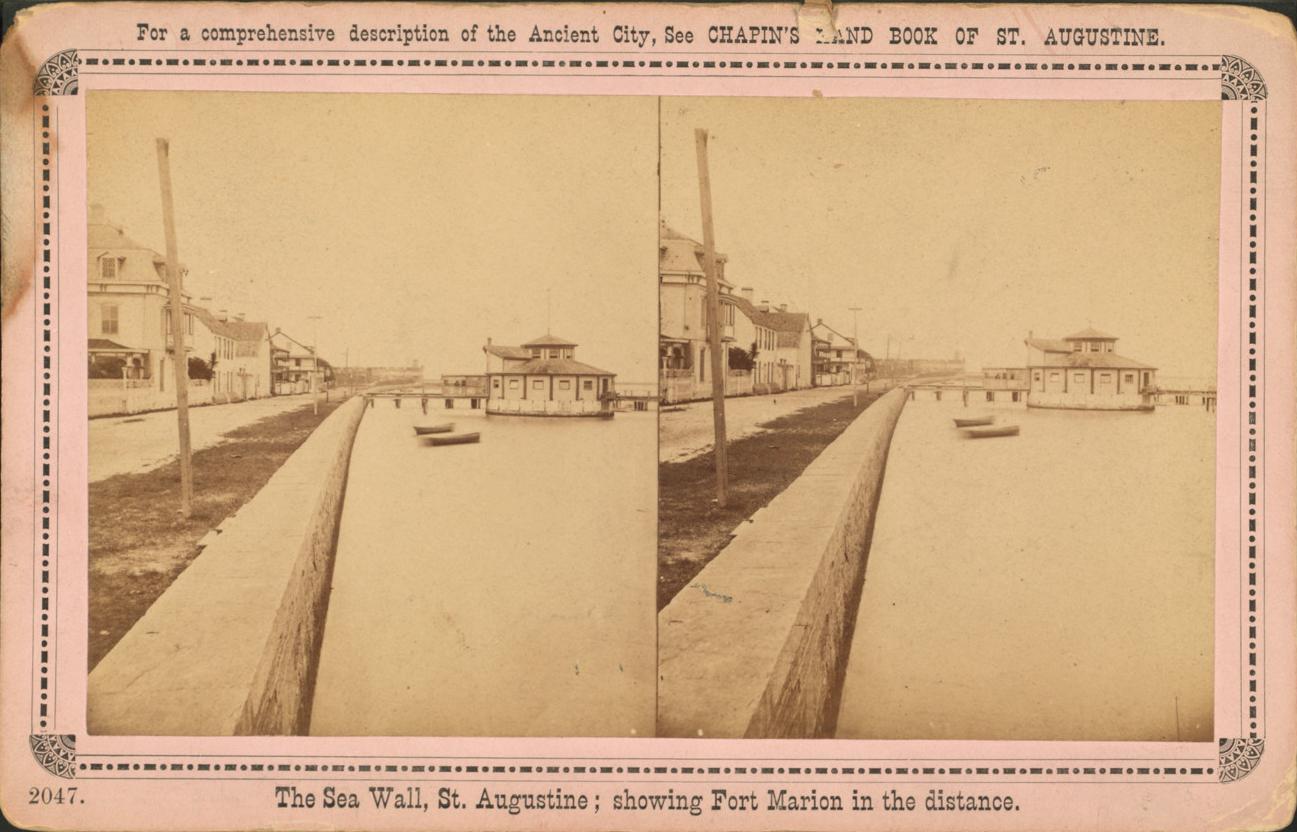 For a comprehensive description of the Ancient City, See CHAPIN'S HAND BOOK OF ST. AUGUSTINE.
2047. The Sea Wall, St. Augustine; showing Fort Marion in the distance.